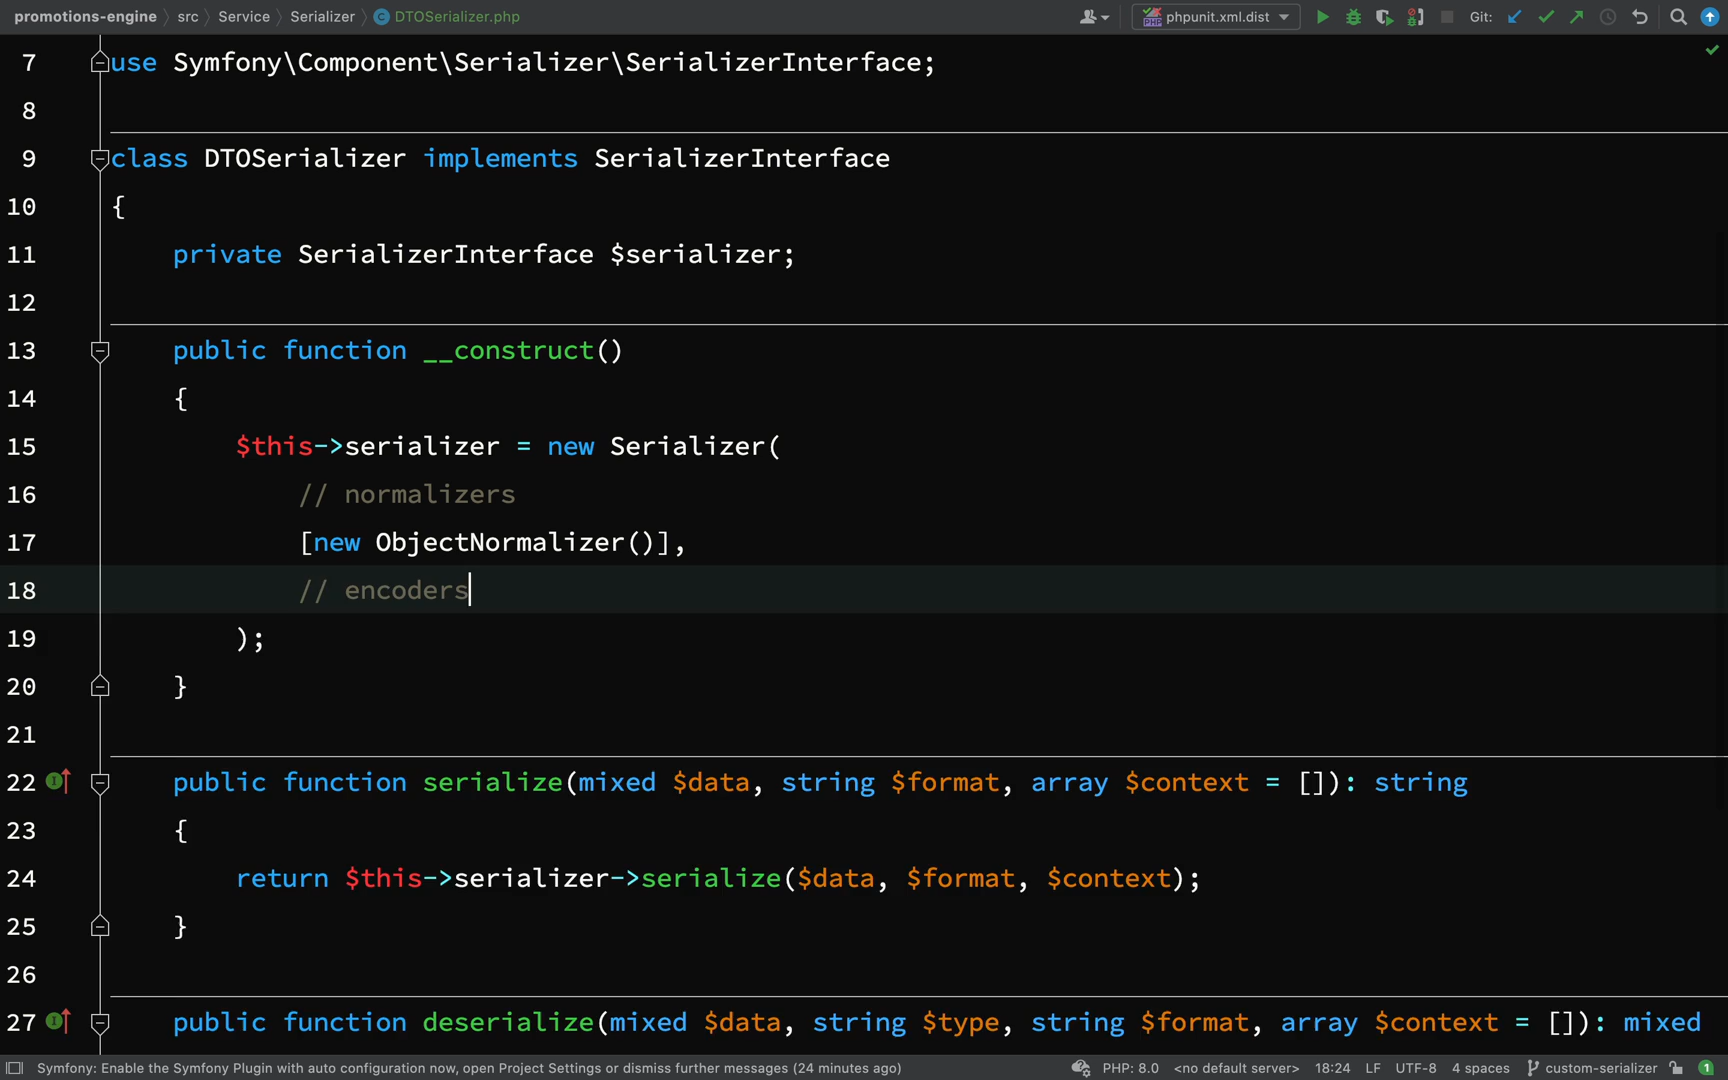 promotions-engine src Service Serializer DTOSerializer.php phpunit.xml.dist Git:
7 use Symfony\Component\Serializer\SerializerInterface;
8
9 class DTOSerializer implements SerializerInterface
10 {
11 private SerializerInterface $serializer;
12
13 public function __construct()
14 {
15 $this->serializer = new Serializer(
16 // normalizers
17 [new ObjectNormalizer()],
18 // encoders
19 );
20 }
21
22 public function serialize(mixed $data, string $format, array $context = []): string
23 {
24 return $this->serializer->serialize($data, $format, $context);
25 }
26
27 public function deserialize(mixed $data, string $type, string $format, array $context = []): mixed
Symfony: Enable the Symfony Plugin with auto configuration now, open Project Settings or dismiss further messages (24 minutes ago) PHP: 8.0 <no default server> 18:24 LF UTF-8 4 spaces custom-serializer 1